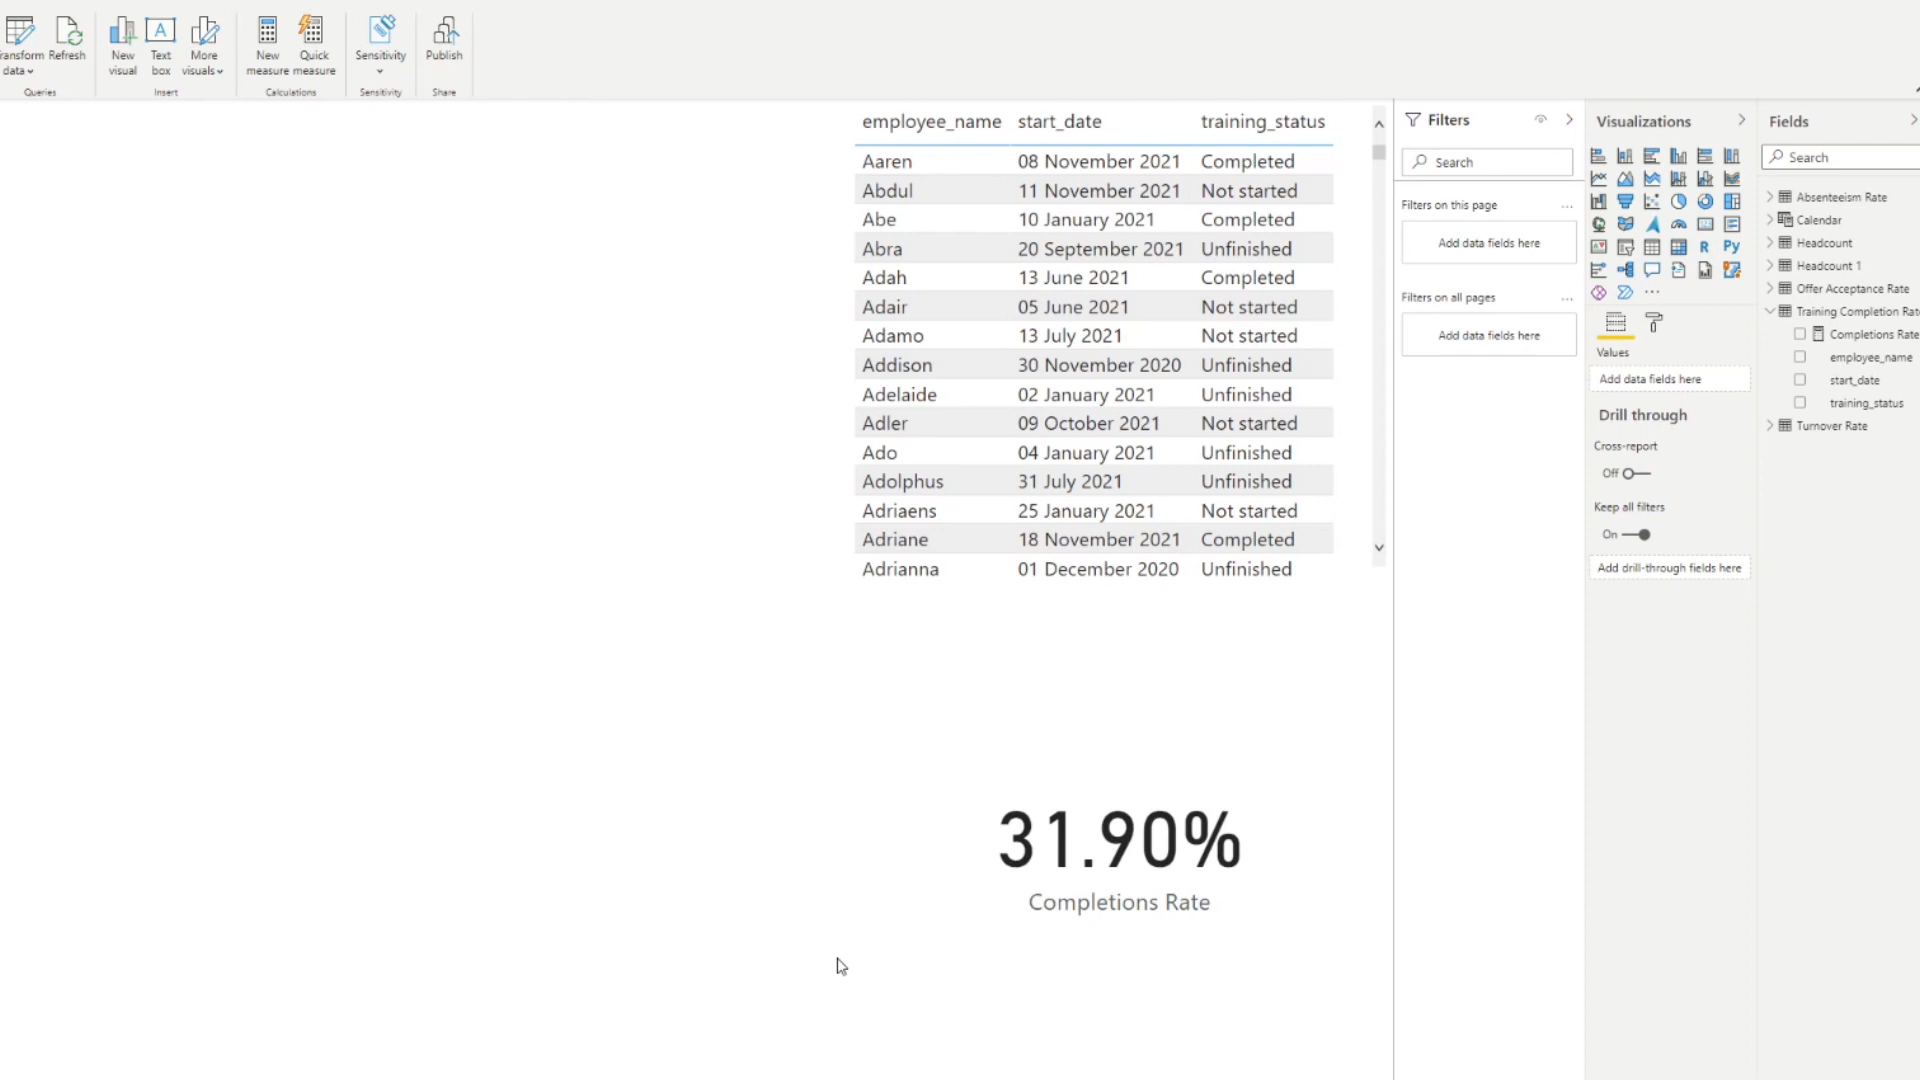 ransform Refresh New Text More New Quick Sensitivity Publish
data visual box visuals measure measure
Queries Insert Calculations Sensitivity Share
employee_name start_date training_status
Aaren 08 November 2021 Completed
Abdul 11 November 2021 Not started
Abe 10 January 2021 Completed
Abra 20 September 2021 Unfinished
Adah 13 June 2021 Completed
Adair 05 June 2021 Not started
Adamo 13 July 2021 Not started
Addison 30 November 2020 Unfinished
Adelaide 02 January 2021 Unfinished
Adler 09 October 2021 Not started
Ado 04 January 2021 Unfinished
Adolphus 31 July 2021 Unfinished
Adriaens 25 January 2021 Not started
Adriane 18 November 2021 Completed
Adrianna 01 December 2020 Unfinished
31.90%
Completions Rate
Filters
Search
Filters on this page ...
Add data fields here
Filters on all pages ...
Add data fields here
Visualizations
R Py
...
Values
Add data fields here
Drill through
Cross-report
Off
Keep all filters
On
Add drill-through fields here
Fields
Search
Absenteeism Rate
Calendar
Headcount
Headcount 1
Offer Acceptance Rate
Training Completion Rat
Completions Rate
employee_name
start_date
training_status
Turnover Rate